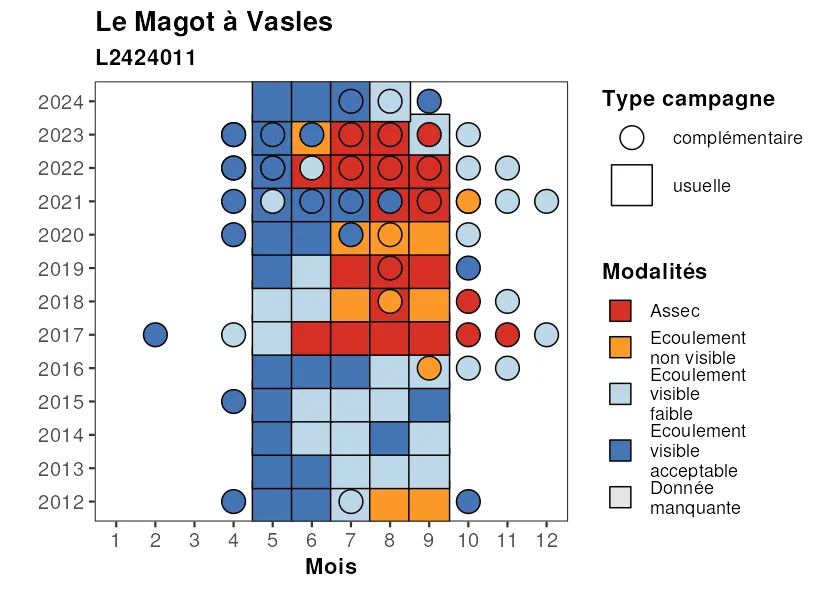 Le Magot à Vasles
L2424011
2024
2023
2022
2021
2020
2019
2018
2017
2016
2015
2014
2013
2012
1 2 3 4 5 6 7 8 9 10 11 12
Mois
Type campagne
complémentaire
usuelle
Modalités
Assec
Ecoulement
non visible
Ecoulement
visible
faible
Ecoulement
visible
acceptable
Donnée
manquante